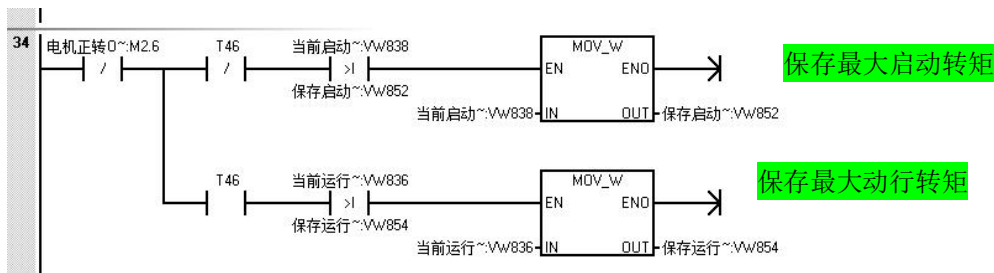 34
电机正转0~:M2.6 T46 当前启动~:VW838 MOV_W
/ / >I EN ENO
保存启动~:VW852
当前启动~:VW838 IN OUT 保存启动~:VW852
保存最大启动转矩
T46 当前运行~:VW836 MOV_W
>I EN ENO
保存运行~:VW854
当前运行~:VW836 IN OUT 保存运行~:VW854
保存最大动行转矩